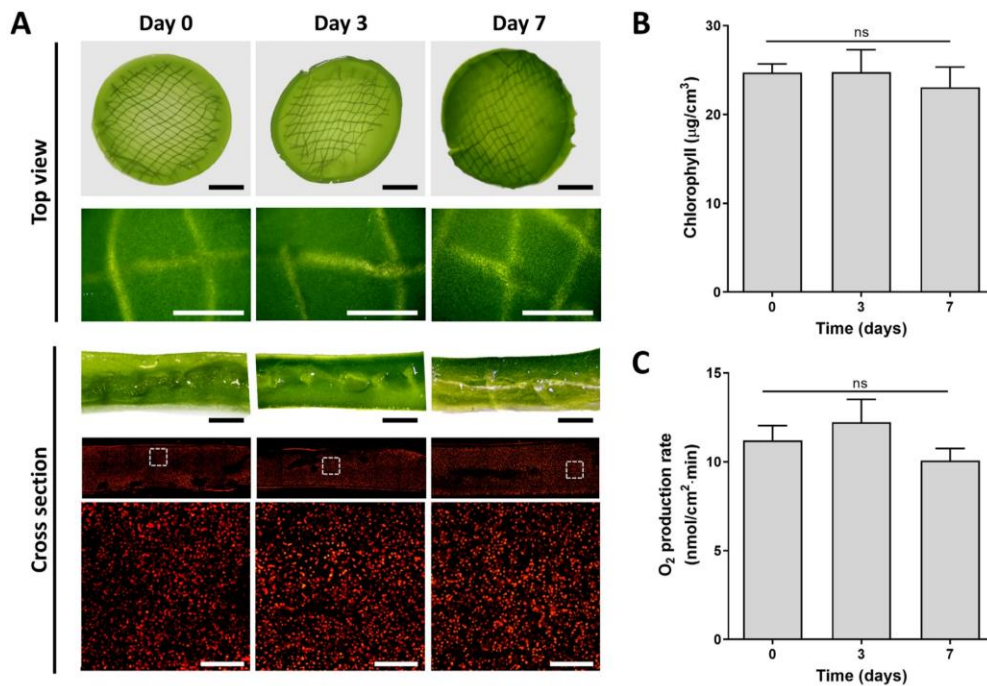 A
Day 0
Day 3
Day 7
Top view
Cross section
B
ns
Chlorophyll (μg/cm³)
30
20
10
0
0
3
7
Time (days)
C
ns
O₂ production rate
(nmol/cm²·min)
15
10
5
0
0
3
7
Time (days)